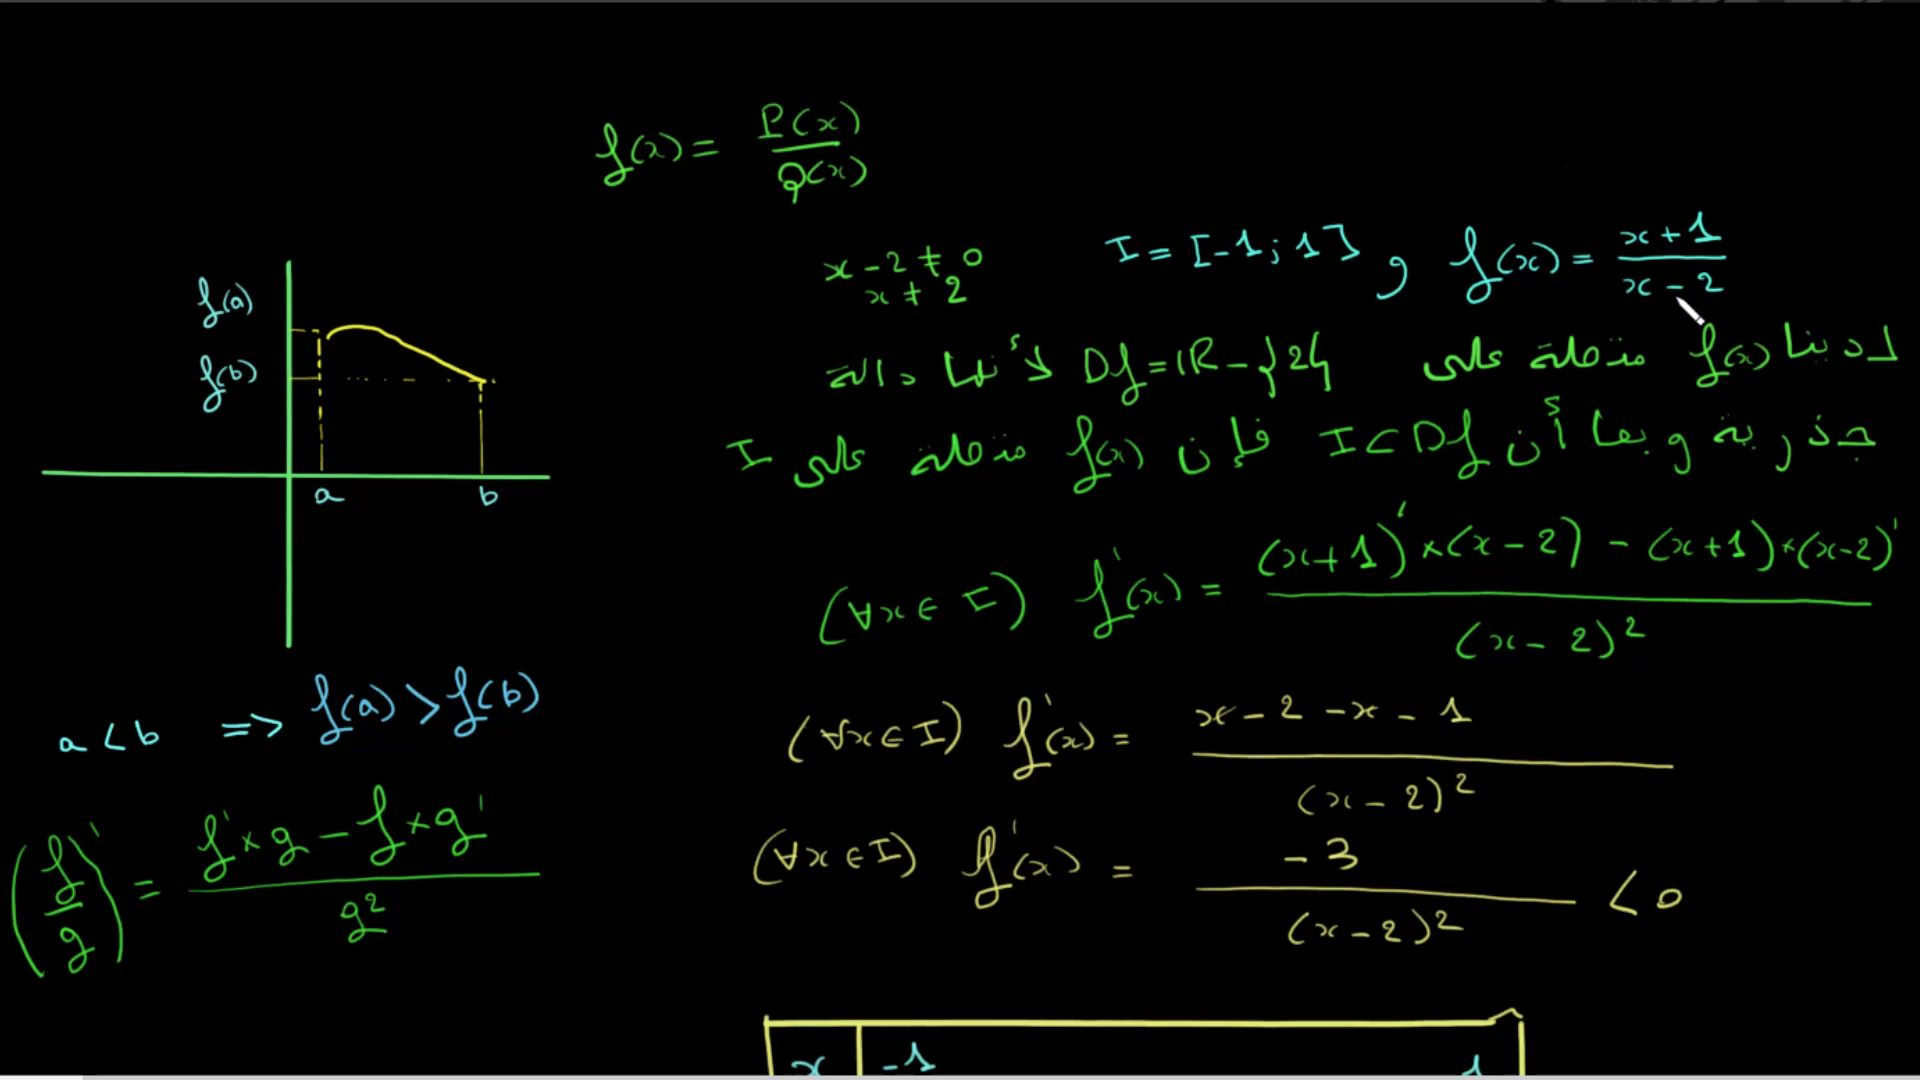 f(x) = P(x) / Q(x)
I = [-1; 1] , f(x) = (x+1) / (x-2)
x - 2 ≠ 0
x ≠ 2
لدينا f(x) متصلة على Df = IR - {2} لأنها دالة
جذرية وبما أن I ⊂ Df فإن f(x) متصلة على I
(∀x ∈ I) f'(x) = ((x+1)' × (x-2) - (x+1) × (x-2)') / (x-2)²
(∀x ∈ I) f'(x) = (x - 2 - x - 1) / (x-2)²
(∀x ∈ I) f'(x) = -3 / (x-2)² < 0
x -1 1
f(a)
f(b)
a b
a < b => f(a) > f(b)
(f/g)' = (f' × g - f × g') / g²